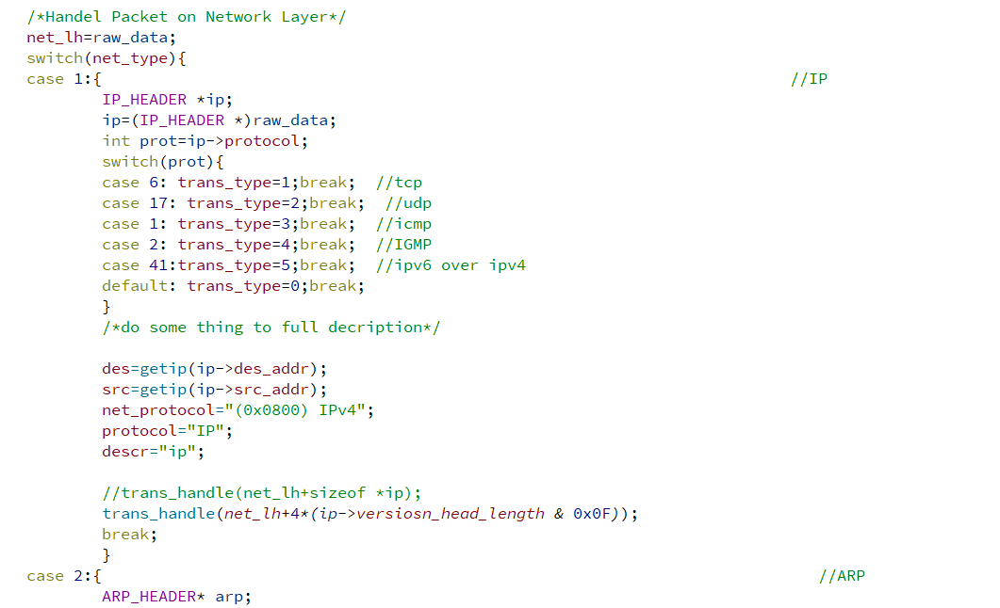 /*Handel Packet on Network Layer*/
net_lh=raw_data;
switch(net_type){
case 1:{ //IP
IP_HEADER *ip;
ip=(IP_HEADER *)raw_data;
int prot=ip->protocol;
switch(prot){
case 6: trans_type=1;break; //tcp
case 17: trans_type=2;break; //udp
case 1: trans_type=3;break; //icmp
case 2: trans_type=4;break; //IGMP
case 41:trans_type=5;break; //ipv6 over ipv4
default: trans_type=0;break;
}
/*do some thing to full decription*/
des=getip(ip->des_addr);
src=getip(ip->src_addr);
net_protocol="(0x0800) IPv4";
protocol="IP";
descr="ip";
//trans_handle(net_lh+sizeof *ip);
trans_handle(net_lh+4*(ip->versiosn_head_length & 0x0F));
break;
}
case 2:{ //ARP
ARP_HEADER* arp;